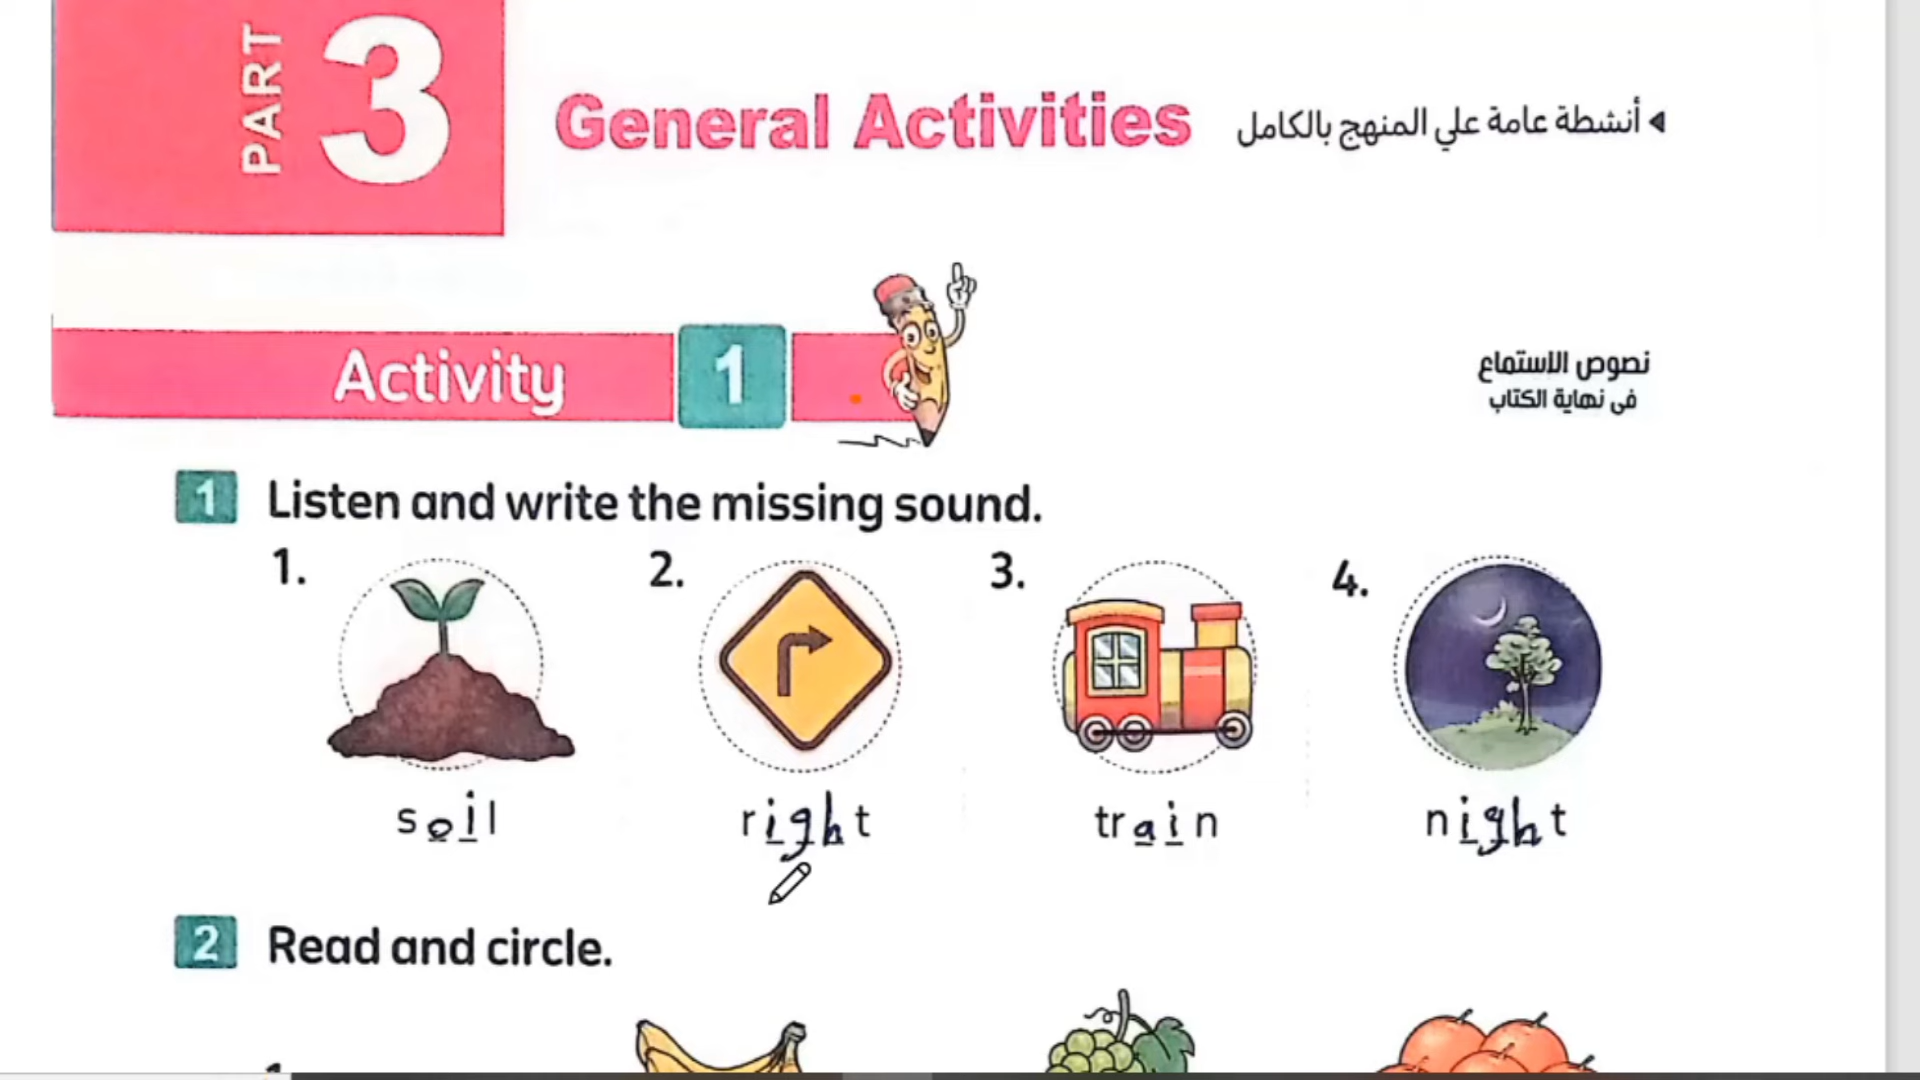 PART 3
General Activities
أنشطة عامة علي المنهج بالكامل
Activity 1
نصوص الاستماع
فى نهاية الكتاب
1 Listen and write the missing sound.
1. 2. 3. 4.
soil right train night
2 Read and circle.